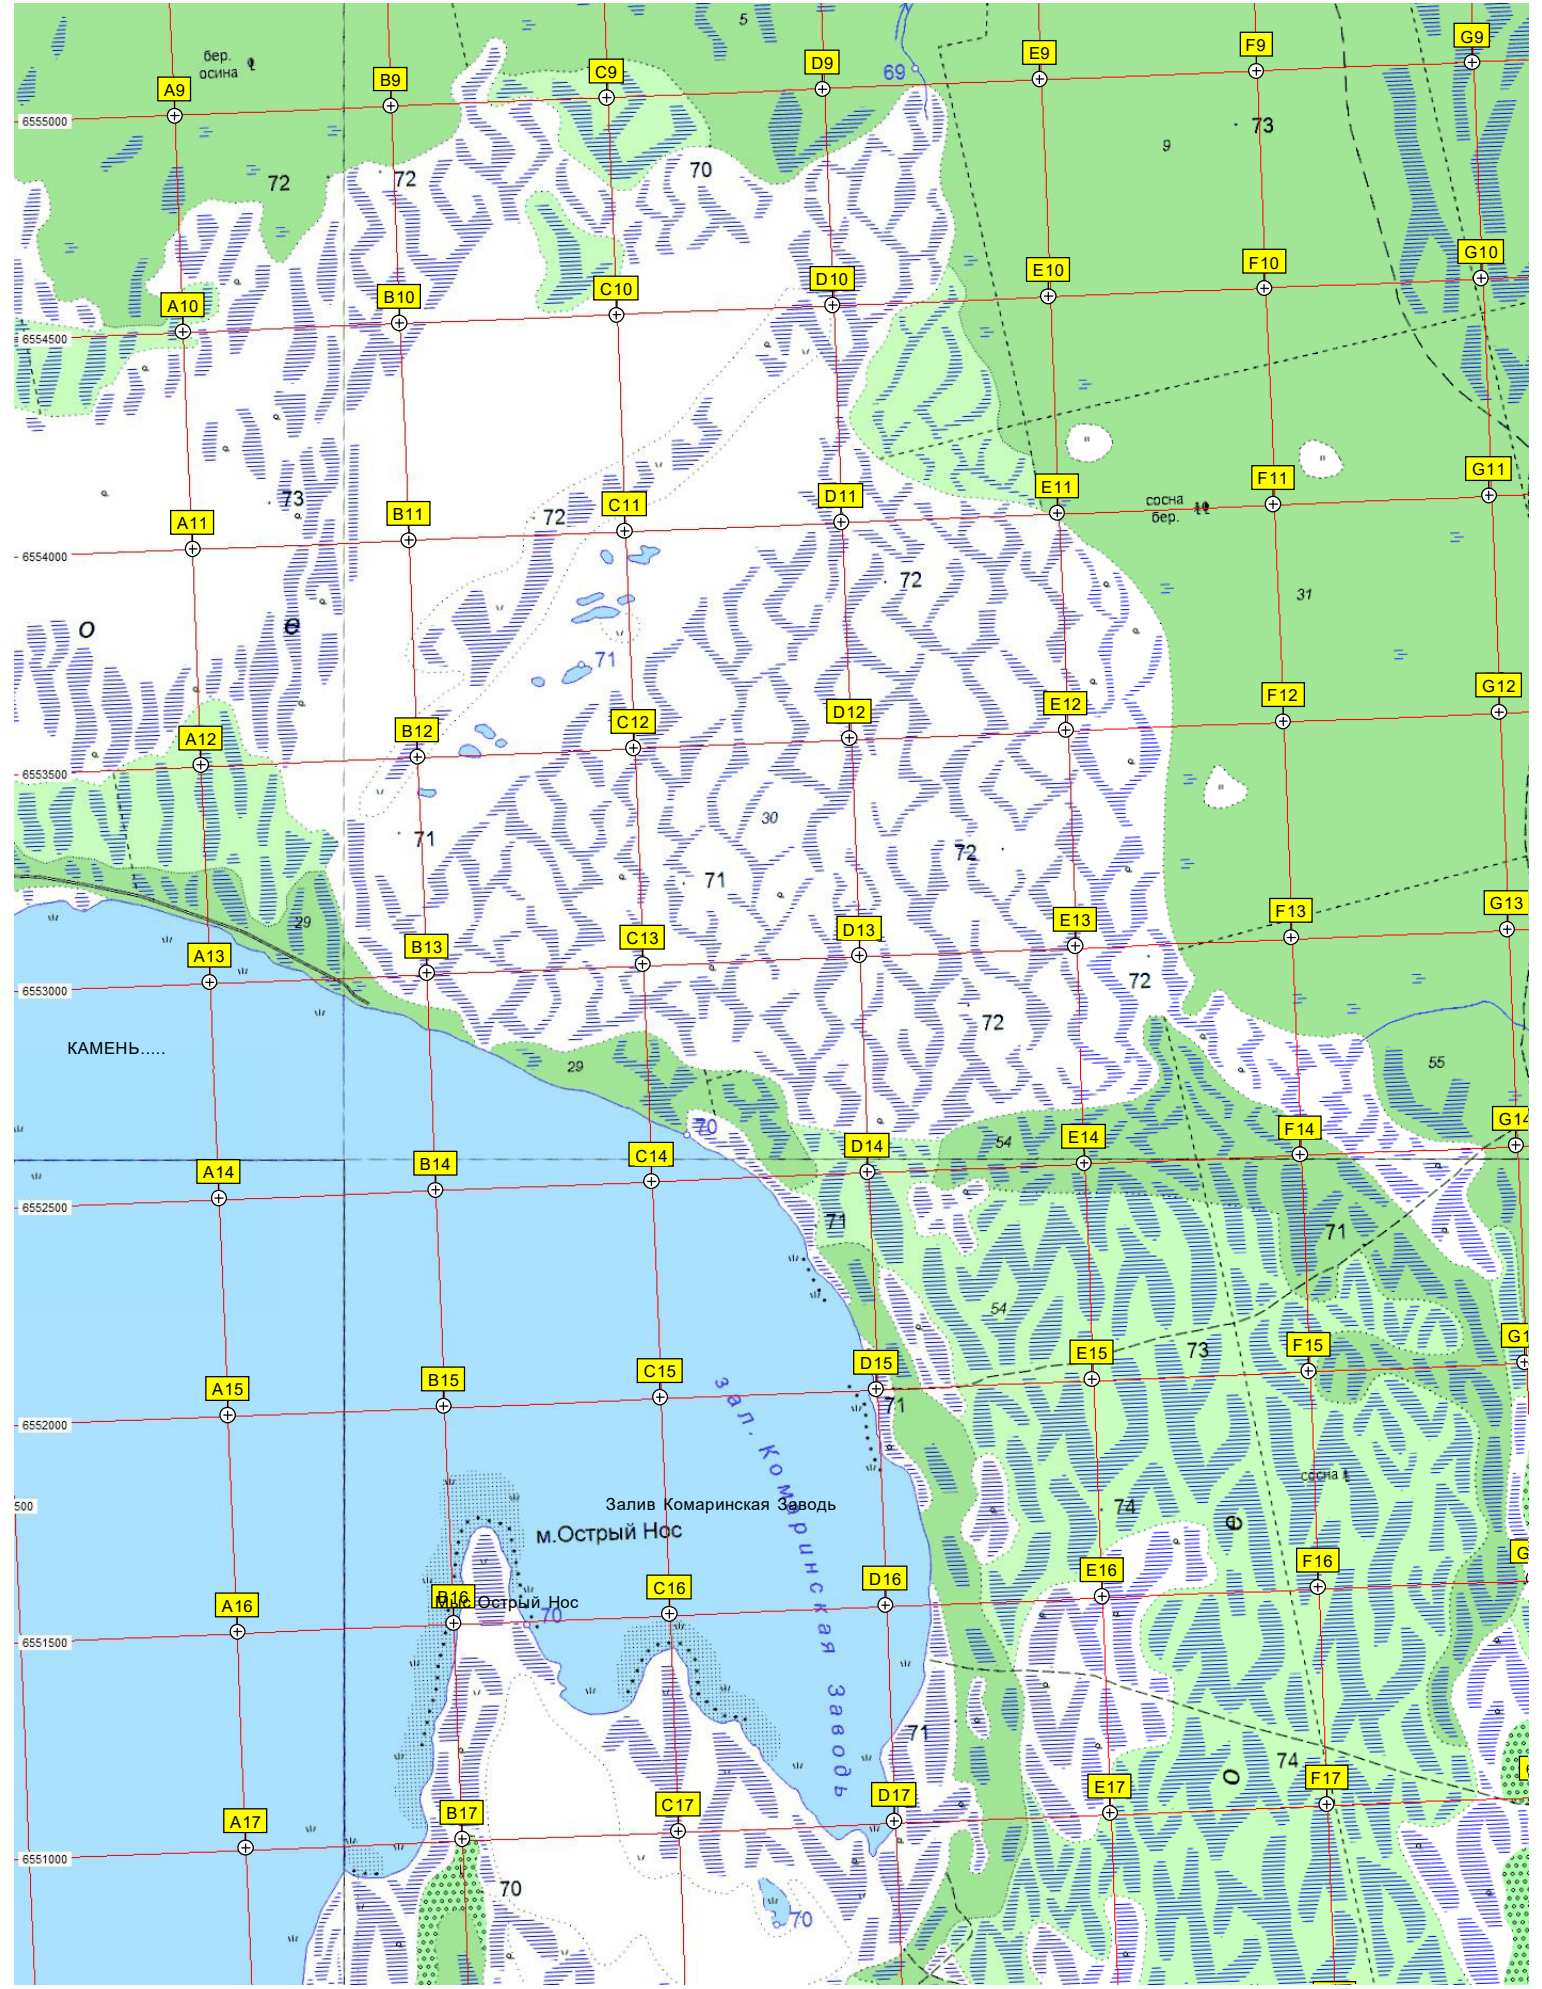 5
G9
F9
E9
бер.
осина
D9
69
C9
B9
A9
6555000
73
9
70
72
72
G10
F10
E10
D10
C10
B10
A10
6554500
G11
F11
E11
сосна
бер.
D11
73
C11
72
B11
A11
6554000
72
31
о
е
71
G12
F12
E12
D12
C12
B12
A12
6553500
30
71
72
71
G13
F13
E13
29
D13
C13
B13
A13
72
6553000
72
КАМЕНЬ.....
29
55
70
G14
F14
E14
54
D14
C14
B14
A14
6552500
71
71
54
G1
F15
73
E15
D15
C15
B15
A15
71
6552000
зал. Комаринская Заводь
сосна
500
Залив Комаринская Заводь
74
е
м.Острый Нос
G
F16
E16
D16
C16
B16
Мыс Острый Нос
A16
70
6551500
71
74
о
F17
E17
D17
C17
B17
A17
6551000
70
70